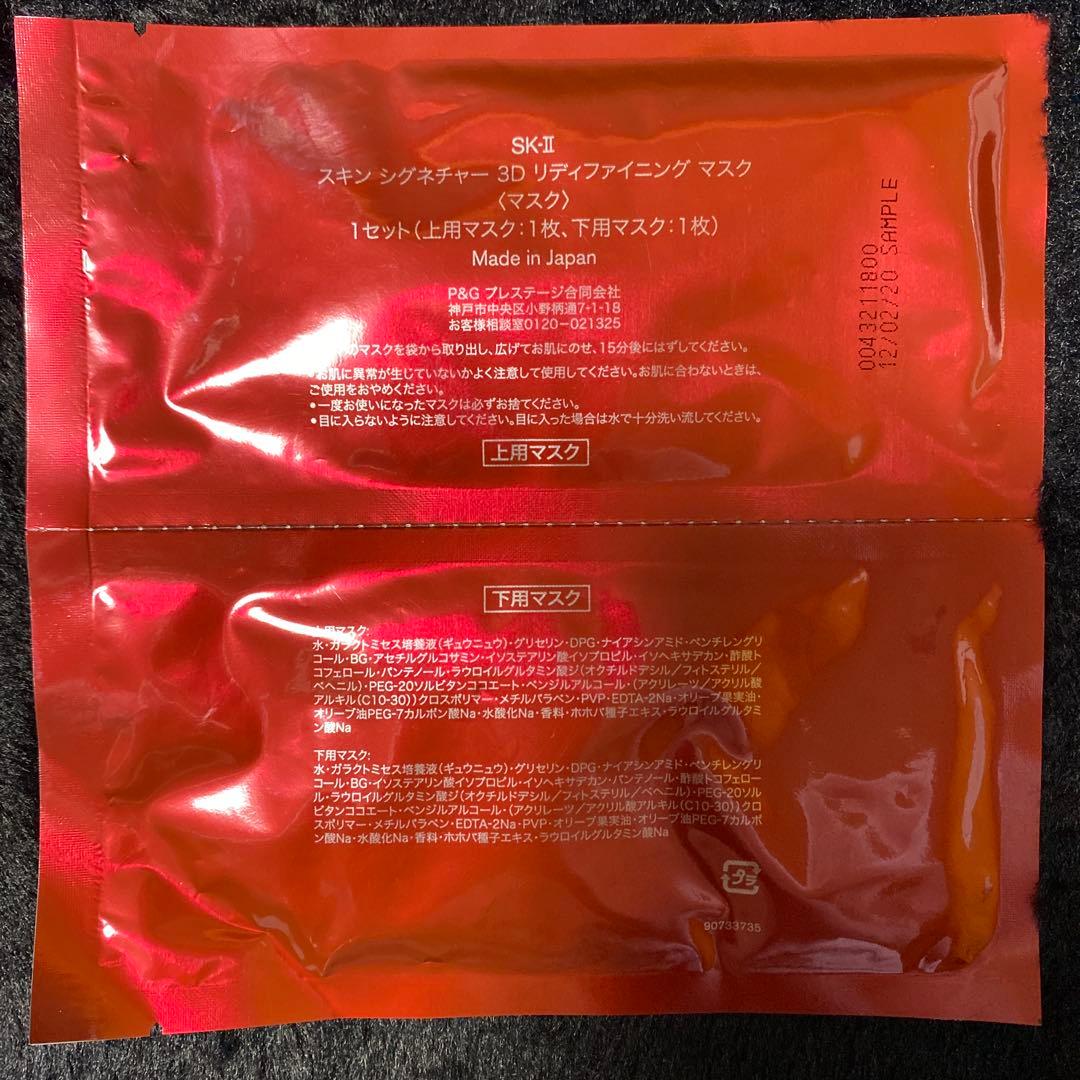 SK-II
スキン シグネチャー 3D リディファイニング マスク
〈マスク〉
1セット(上用マスク:1枚、下用マスク:1枚)
Made in Japan
P&G プレステージ合同会社
神戸市中央区小野柄通7-1-18
お客様相談室0120-021325
のマスクを袋から取り出し、広げてお肌にのせ、15分後にはずしてください。
•お肌に異常が生じていないかよく注意して使用してください。お肌に合わないときは、
ご使用をおやめください。
•一度お使いになったマスクは必ずお捨てください。
•目に入らないように注意してください。目に入った場合は水で十分洗い流してください。
上用マスク
0043211800
12/02/20 SAMPLE
下用マスク
上用マスク:
水・ガラクトミセス培養液(ギュウニュウ)・グリセリン・DPG・ナイアシンアミド・ペンチレングリ
コール・BG・アセチルグルコサミン・イソステアリン酸イソプロピル・イソヘキサデカン・酢酸ト
コフェロール・パンテノール・ラウロイルグルタミン酸ジ(オクチルドデシル/フィトステリル/
ベヘニル)・PEG-20ソルビタンココエート・ベンジルアルコール・(アクリレーツ/アクリル酸
アルキル(C10-30))クロスポリマー・メチルパラベン・PVP・EDTA-2Na・オリーブ果実油・
オリーブ油PEG-7カルボン酸Na・水酸化Na・香料・ホホバ種子エキス・ラウロイルグルタミ
ン酸Na
下用マスク:
水・ガラクトミセス培養液(ギュウニュウ)・グリセリン・DPG・ナイアシンアミド・ペンチレングリ
コール・BG・イソステアリン酸イソプロピル・イソヘキサデカン・パンテノール・酢酸トコフェロー
ル・ラウロイルグルタミン酸ジ(オクチルドデシル/フィトステリル/ベヘニル)・PEG-20ソル
ビタンココエート・ベンジルアルコール・(アクリレーツ/アクリル酸アルキル(C10-30))クロ
スポリマー・メチルパラベン・EDTA-2Na・PVP・オリーブ果実油・オリーブ油PEG-7カルボ
ン酸Na・水酸化Na・香料・ホホバ種子エキス・ラウロイルグルタミン酸Na
プラ
90733735